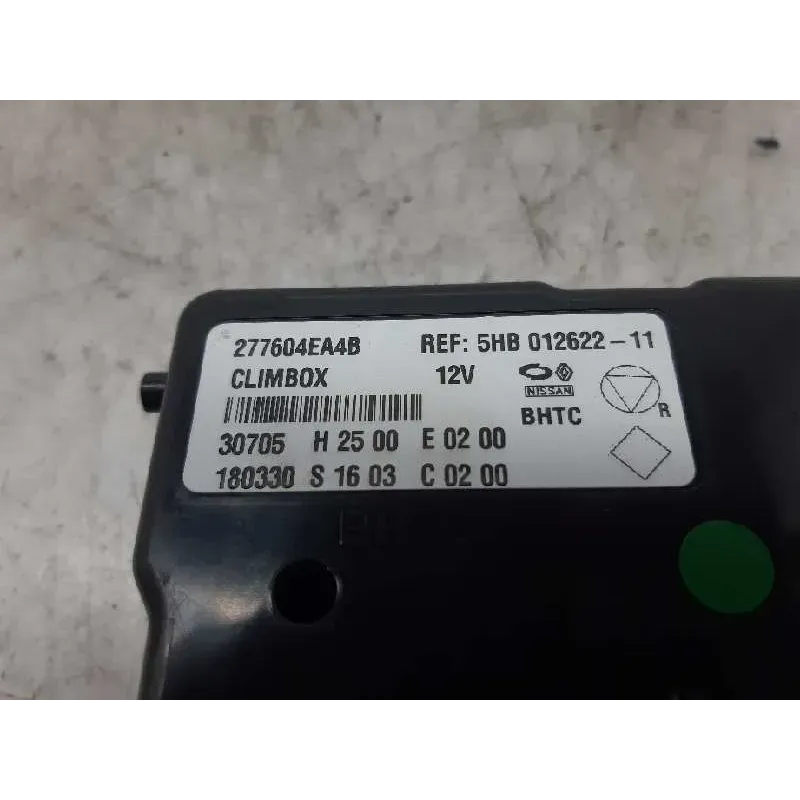 277604EA4B REF: 5HB 012622-11
CLIMBOX 12V
NISSAN
BHTC
R
30705 H 25 00 E 02 00
180330 S 16 03 C 02 00